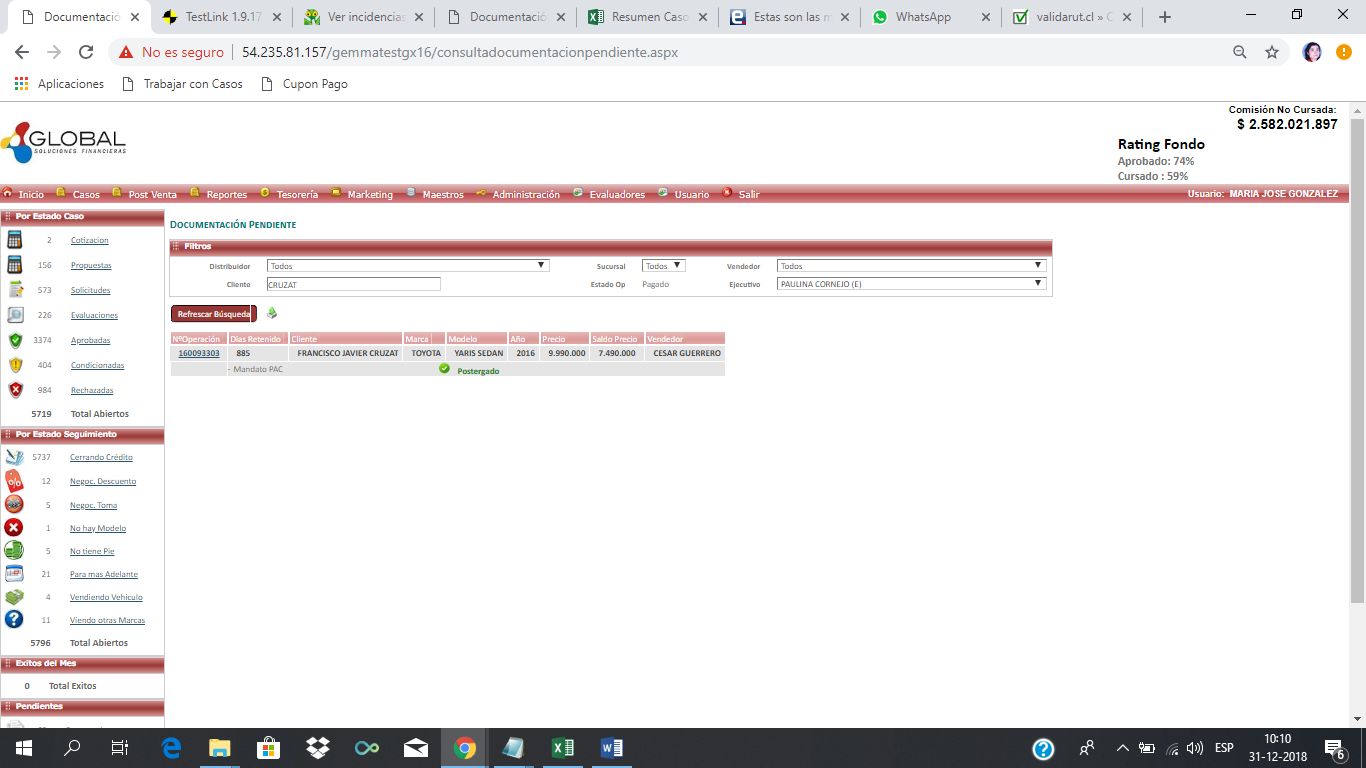 Documentació
TestLink 1.9.17
Ver incidencias
Documentació
Resumen Caso
Estas son las m
WhatsApp
validarut.cl » C
No es seguro
54.235.81.157/gemmatestgx16/consultadocumentacionpendiente.aspx
Aplicaciones
Trabajar con Casos
Cupon Pago
Comisión No Cursada:
$ 2.582.021.897
GLOBAL
SOLUCIONES FINANCIERAS
Rating Fondo
Aprobado: 74%
Cursado : 59%
Inicio Casos Post Venta Reportes Tesorería Marketing Maestros Administración Evaluadores Usuario Salir
Usuario: MARIA JOSE GONZALEZ
Por Estado Caso
2 Cotizacion
156 Propuestas
573 Solicitudes
226 Evaluaciones
3374 Aprobadas
404 Condicionadas
984 Rechazadas
5719 Total Abiertos
Por Estado Seguimiento
5737 Cerrando Crédito
12 Negoc. Descuento
5 Negoc. Toma
1 No hay Modelo
5 No tiene Pie
21 Para mas Adelante
4 Vendiendo Vehiculo
11 Viendo otras Marcas
5796 Total Abiertos
Exitos del Mes
0 Total Exitos
Pendientes
DOCUMENTACIÓN PENDIENTE
Filtros
Distribuidor Todos Sucursal Todos Vendedor Todos
Cliente CRUZAT Estado Op Pagado Ejecutivo PAULINA CORNEJO (E)
Refrescar Búsqueda
NºOperación Días Retenido Cliente Marca Modelo Año Precio Saldo Precio Vendedor
160093303 885 FRANCISCO JAVIER CRUZAT TOYOTA YARIS SEDAN 2016 9.990.000 7.490.000 CESAR GUERRERO
- Mandato PAC Postergado
ESP
10:10
31-12-2018
6